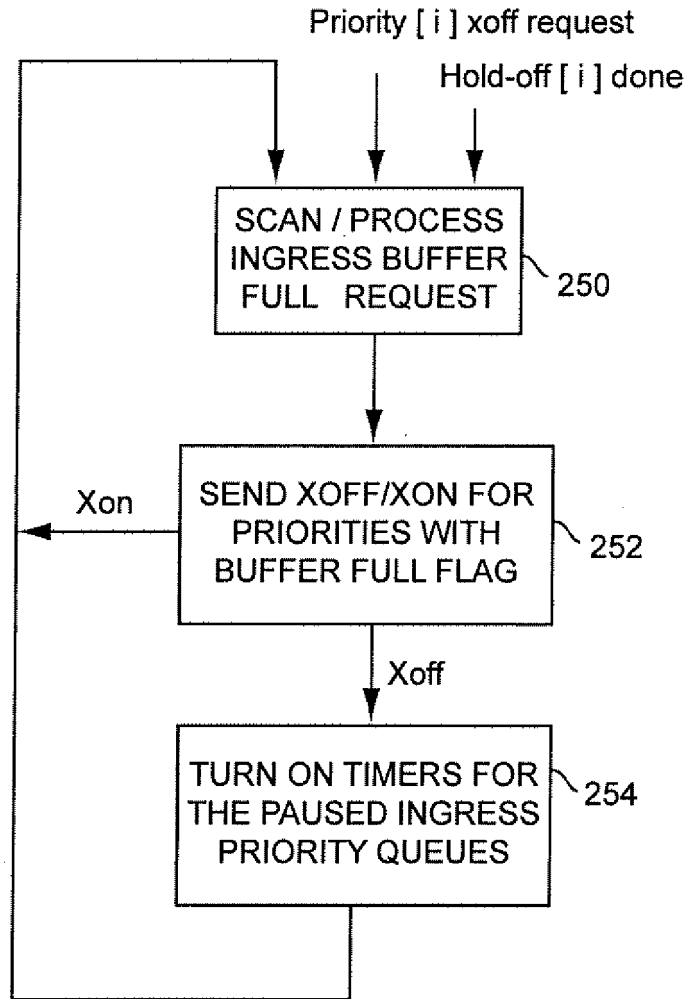 Priority [ i ] xoff request
Hold-off [ i ] done
SCAN / PROCESS
INGRESS BUFFER
FULL REQUEST
250
Xon
SEND XOFF/XON FOR
PRIORITIES WITH
BUFFER FULL FLAG
252
Xoff
TURN ON TIMERS FOR
THE PAUSED INGRESS
PRIORITY QUEUES
254